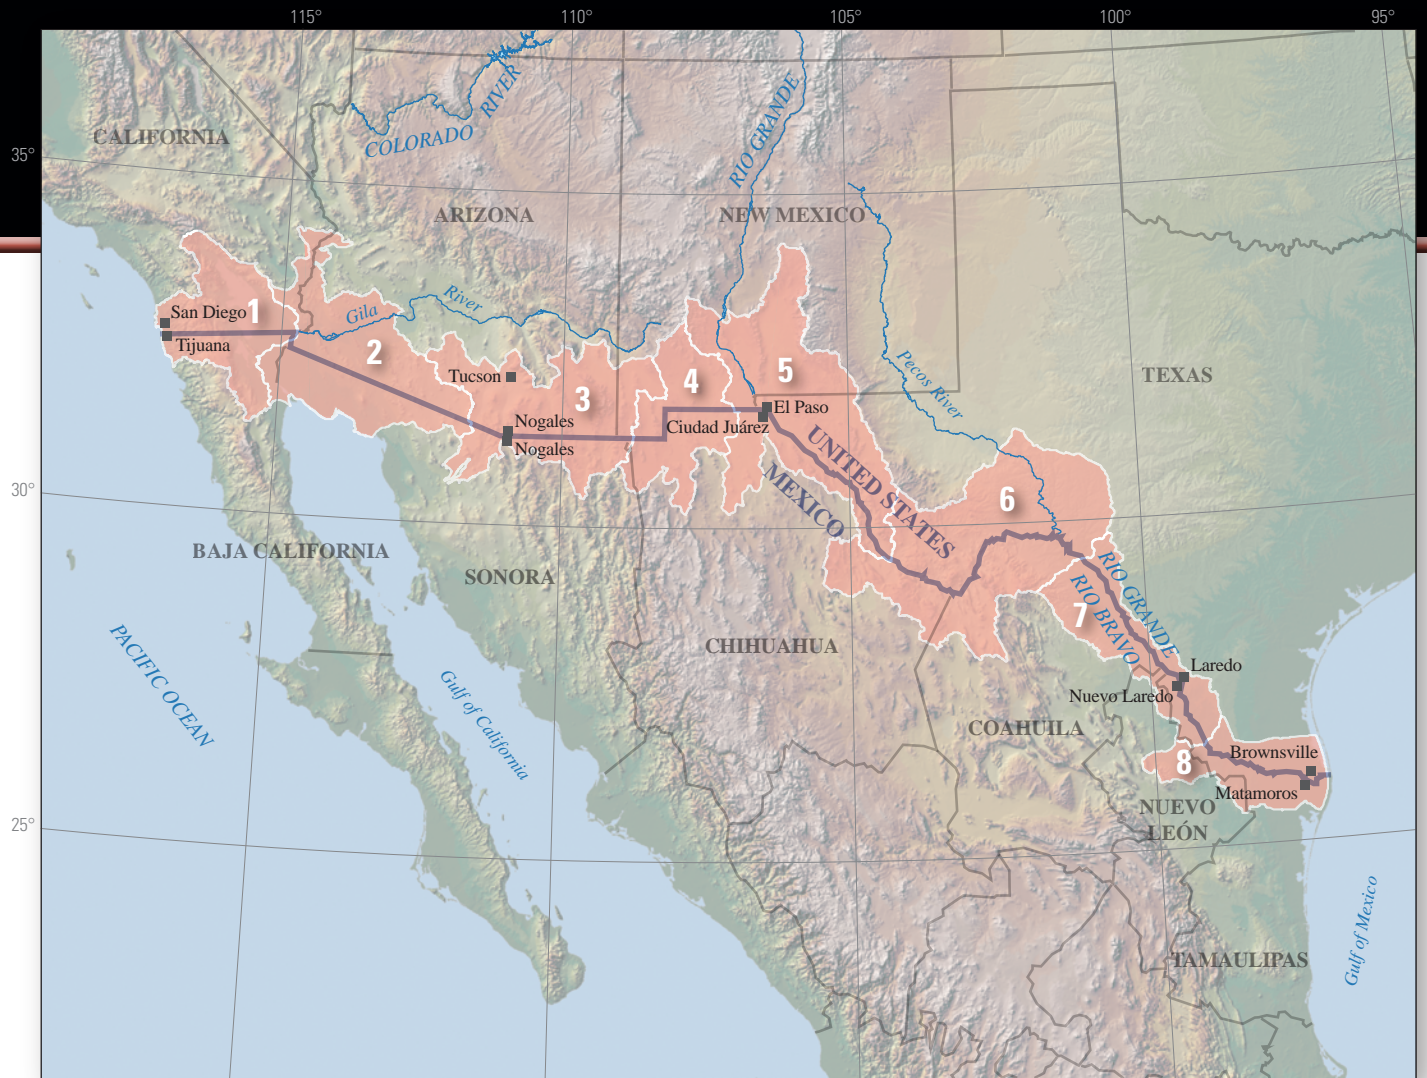 115°
110°
105°
100°
95°
35°
30°
25°
CALIFORNIA
COLORADO
RIVER
ARIZONA
RIO GRANDE
NEW MEXICO
TEXAS
Pecos River
Gila
River
1
2
3
4
5
6
7
8
San Diego
Tijuana
Tucson
Nogales
Nogales
El Paso
Ciudad Juárez
UNITED STATES
MEXICO
BAJA CALIFORNIA
SONORA
CHIHUAHUA
COAHUILA
RIO GRANDE
RIO BRAVO
Laredo
Nuevo Laredo
Brownsville
Matamoros
NUEVO
LEÓN
TAMAULIPAS
PACIFIC OCEAN
Gulf of California
Gulf of Mexico